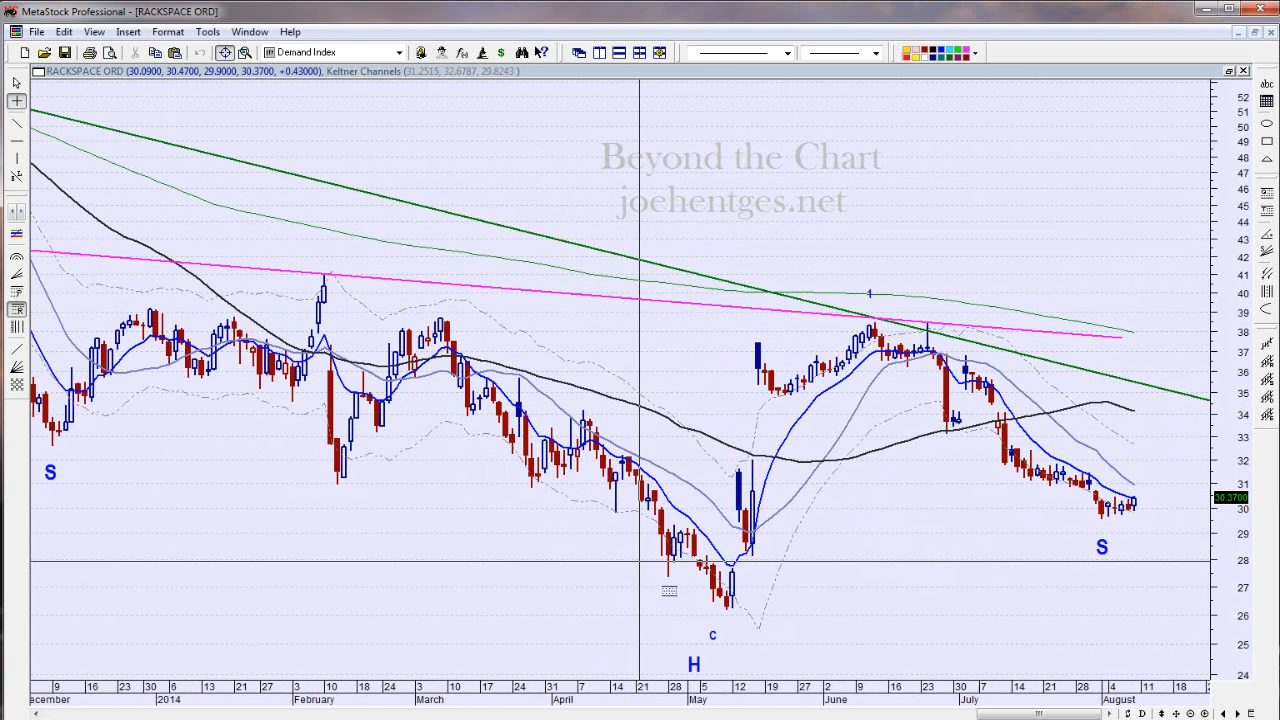 MetaStock Professional - [RACKSPACE ORD]
File Edit View Insert Format Tools Window Help
Demand Index
RACKSPACE ORD (30.0900, 30.4700, 29.9000, 30.3700, +0.43000), Keltner Channels (31.2515, 32.6787, 29.8243 )
abc
Beyond the Chart
joehentges.net
52
51
50
49
48
47
46
45
44
43
42
41
40
39
38
37
36
35
34
33
32
31
30.3700
30
29
28
27
26
25
24
1
S
S
c
H
9 16 23 30 6 13 21 27 3 10 18 24 3 10 17 24 31 7 14 21 28 5 12 19 27 2 9 16 23 30 7 14 21 28 4 11 18
ecember 2014 February March April May June July August
D